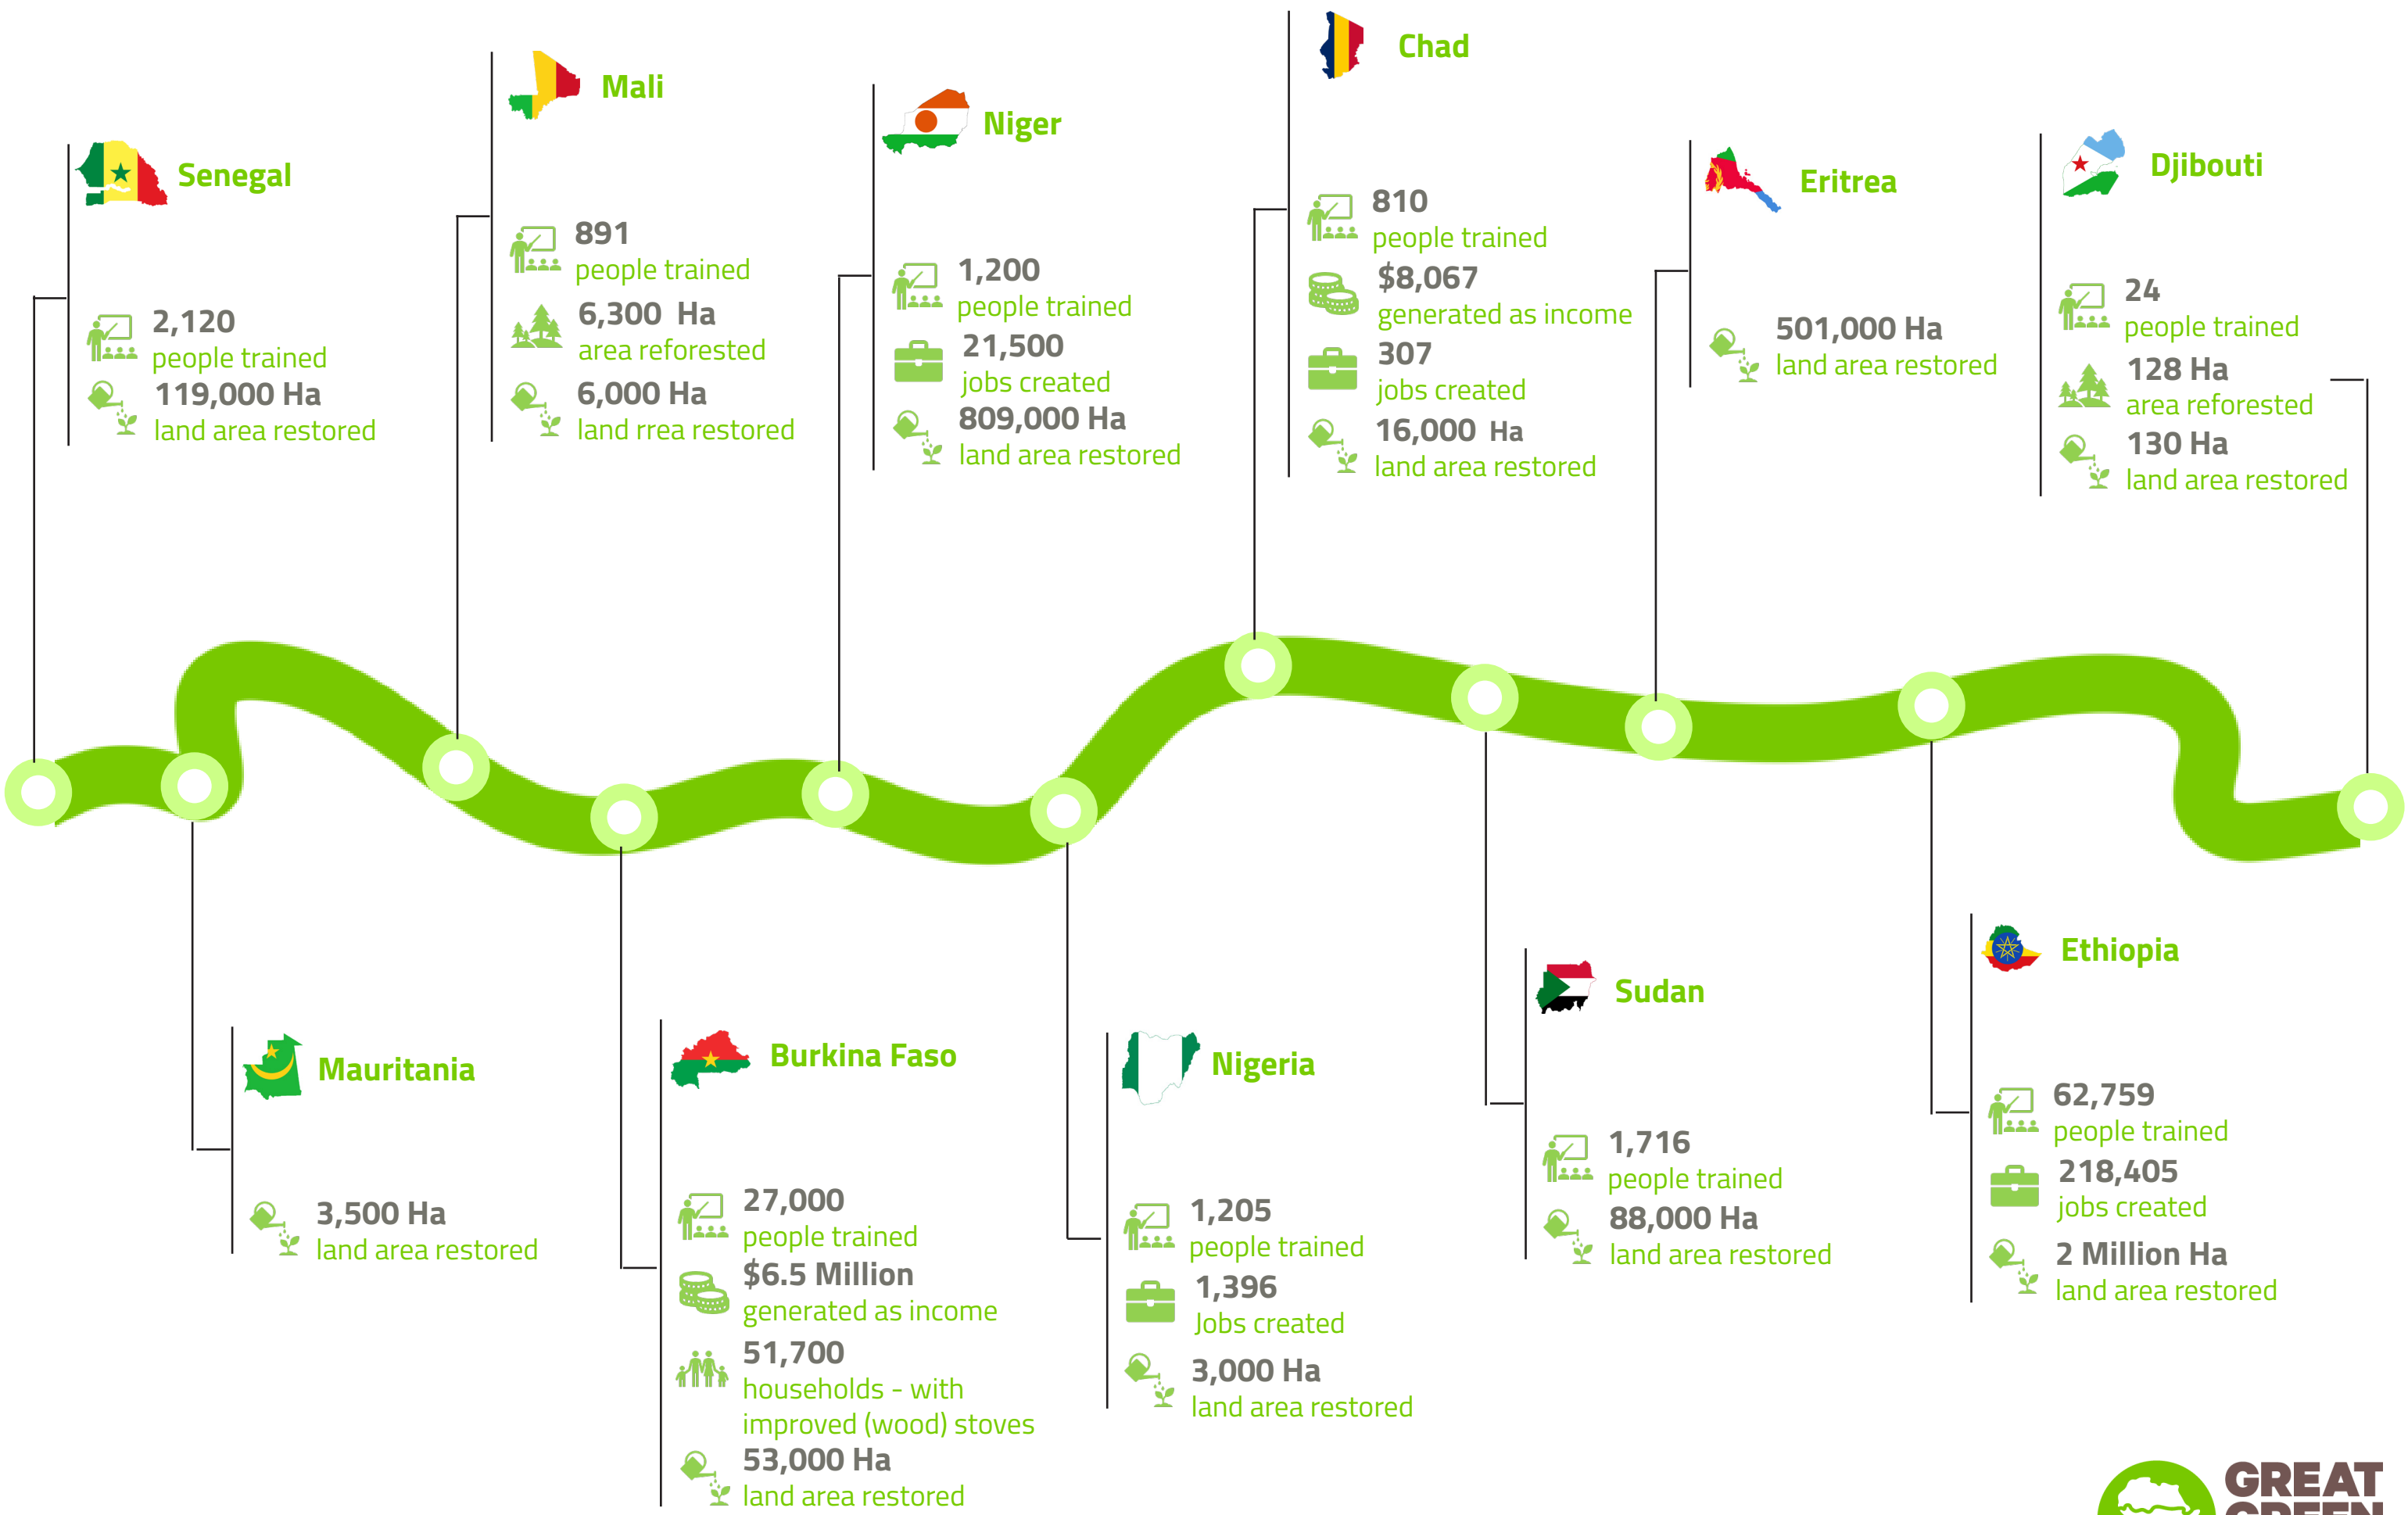 Senegal
2,120
people trained
119,000 Ha
land area restored
Mali
891
people trained
6,300 Ha
area reforested
6,000 Ha
land rrea restored
Niger
1,200
people trained
21,500
jobs created
809,000 Ha
land area restored
Chad
810
people trained
$8,067
generated as income
307
jobs created
16,000 Ha
land area restored
Eritrea
501,000 Ha
land area restored
Djibouti
24
people trained
128 Ha
area reforested
130 Ha
land area restored
Mauritania
3,500 Ha
land area restored
Burkina Faso
27,000
people trained
$6.5 Million
generated as income
51,700
households - with
improved (wood) stoves
53,000 Ha
land area restored
Nigeria
1,205
people trained
1,396
Jobs created
3,000 Ha
land area restored
Sudan
1,716
people trained
88,000 Ha
land area restored
Ethiopia
62,759
people trained
218,405
jobs created
2 Million Ha
land area restored
GREAT
GREEN